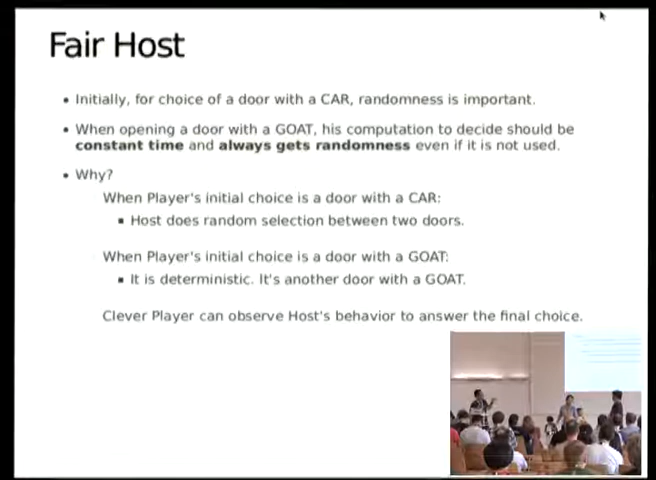 Fair Host
• Initially, for choice of a door with a CAR, randomness is important.
• When opening a door with a GOAT, his computation to decide should be
constant time and always gets randomness even if it is not used.
• Why?
When Player's initial choice is a door with a CAR:
▪ Host does random selection between two doors.
When Player's initial choice is a door with a GOAT:
▪ It is deterministic. It's another door with a GOAT.
Clever Player can observe Host's behavior to answer the final choice.